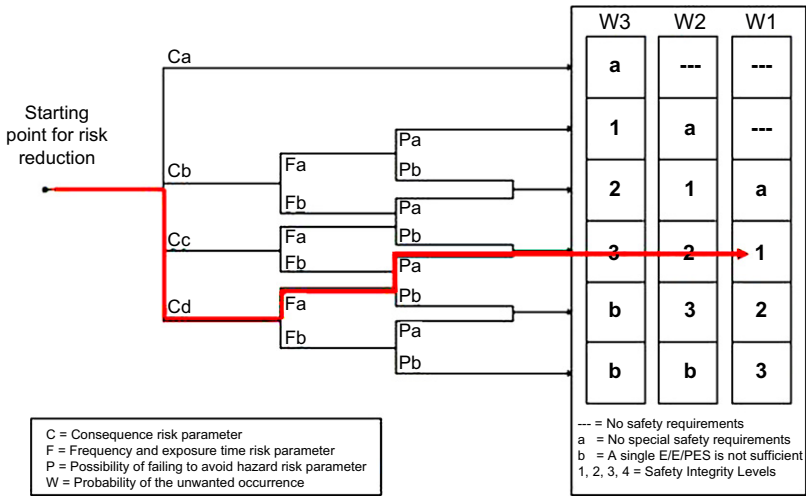 W3 W2 W1
Ca
a --- ---
Starting
point for risk
reduction
1 a ---
Pa
Cb
Fa
Pb
2 1 a
Fb
Pa
Cc
Fa
Pb
3 2 1
Fb
Pa
Cd
Fa
Pb
b 3 2
Fb
Pa
Pb
b b 3
C = Consequence risk parameter
F = Frequency and exposure time risk parameter
P = Possibility of failing to avoid hazard risk parameter
W = Probability of the unwanted occurrence
--- = No safety requirements
a = No special safety requirements
b = A single E/E/PES is not sufficient
1, 2, 3, 4 = Safety Integrity Levels